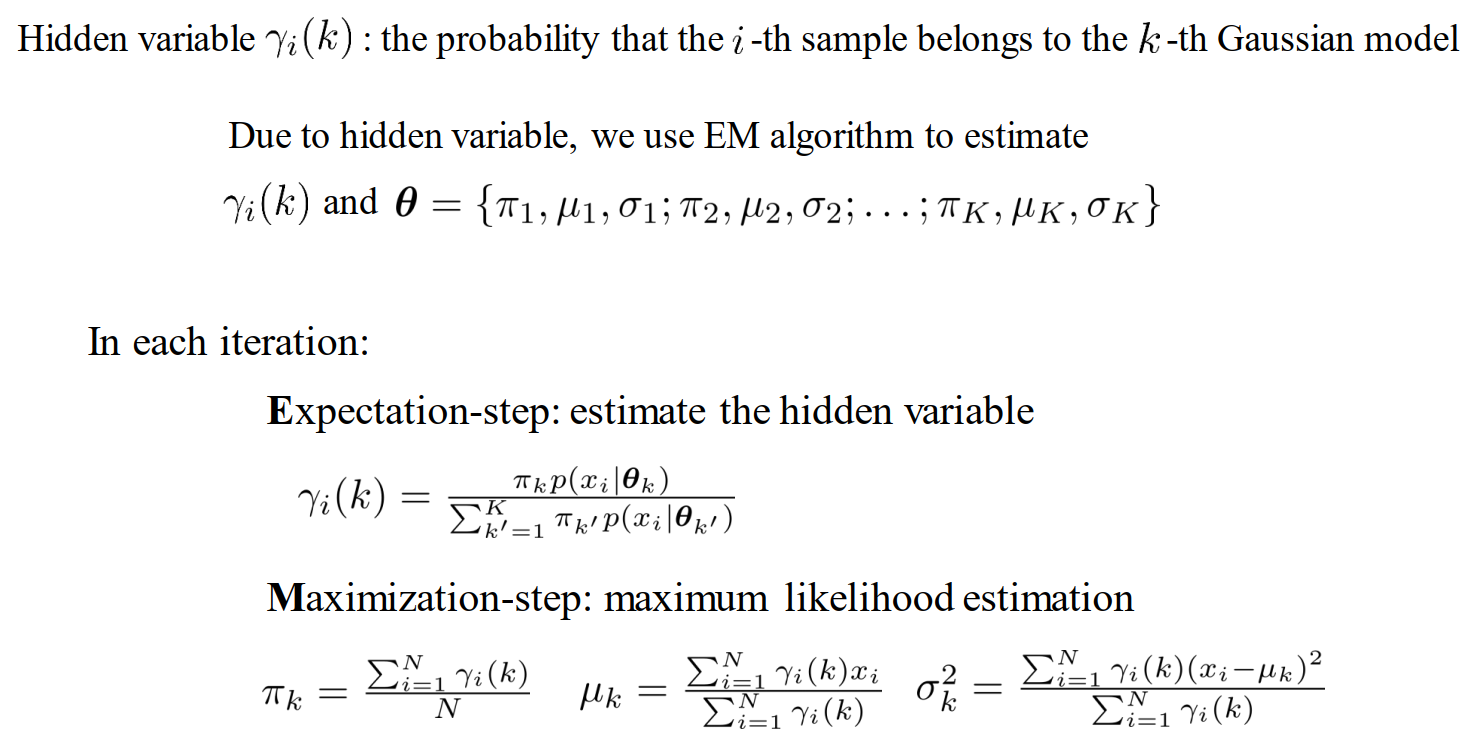 Hidden variable $\gamma_i(k)$ : the probability that the $i$ -th sample belongs to the $k$ -th Gaussian model
Due to hidden variable, we use EM algorithm to estimate
$\gamma_i(k)$ and $\boldsymbol{\theta} = \{\pi_1, \mu_1, \sigma_1; \pi_2, \mu_2, \sigma_2; \ldots; \pi_K, \mu_K, \sigma_K\}$
In each iteration:
Expectation-step: estimate the hidden variable
$\gamma_i(k) = \frac{\pi_k p(x_i|\boldsymbol{\theta}_k)}{\sum_{k'=1}^{K} \pi_{k'} p(x_i|\boldsymbol{\theta}_{k'})}$
Maximization-step: maximum likelihood estimation
$\pi_k = \frac{\sum_{i=1}^{N} \gamma_i(k)}{N}$ $\mu_k = \frac{\sum_{i=1}^{N} \gamma_i(k) x_i}{\sum_{i=1}^{N} \gamma_i(k)}$ $\sigma_k^2 = \frac{\sum_{i=1}^{N} \gamma_i(k)(x_i - \mu_k)^2}{\sum_{i=1}^{N} \gamma_i(k)}$